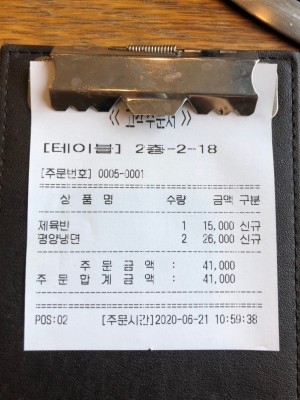 《 고객주문서 》
[테이블] 2층-2-18
[주문번호] 0005-0001
상 품 명 수량 금액 구분
제육반 1 15,000 신규
평양냉면 2 26,000 신규
주 문 금 액 : 41,000
주 문 합 계 금 액 : 41,000
POS:02 [주문시간]2020-06-21 10:59:38